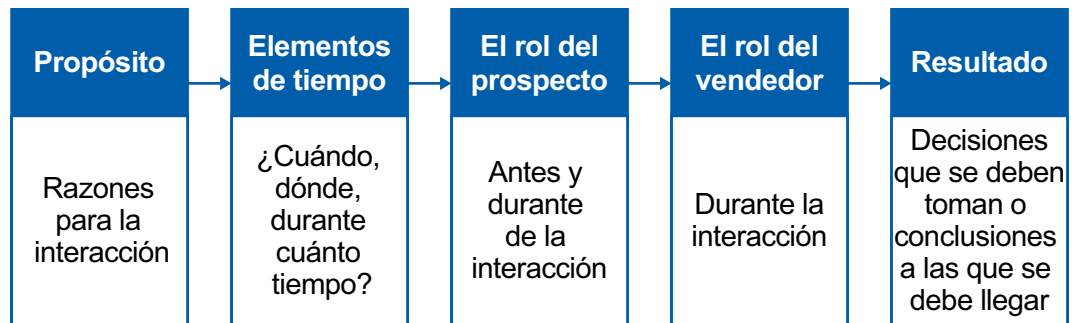 Propósito
Razones
para la
interacción
Elementos
de tiempo
¿Cuándo,
dónde,
durante
cuánto
tiempo?
El rol del
prospecto
Antes y
durante
de la
interacción
El rol del
vendedor
Durante la
interacción
Resultado
Decisiones
que se deben
toman o
conclusiones
a las que se
debe llegar